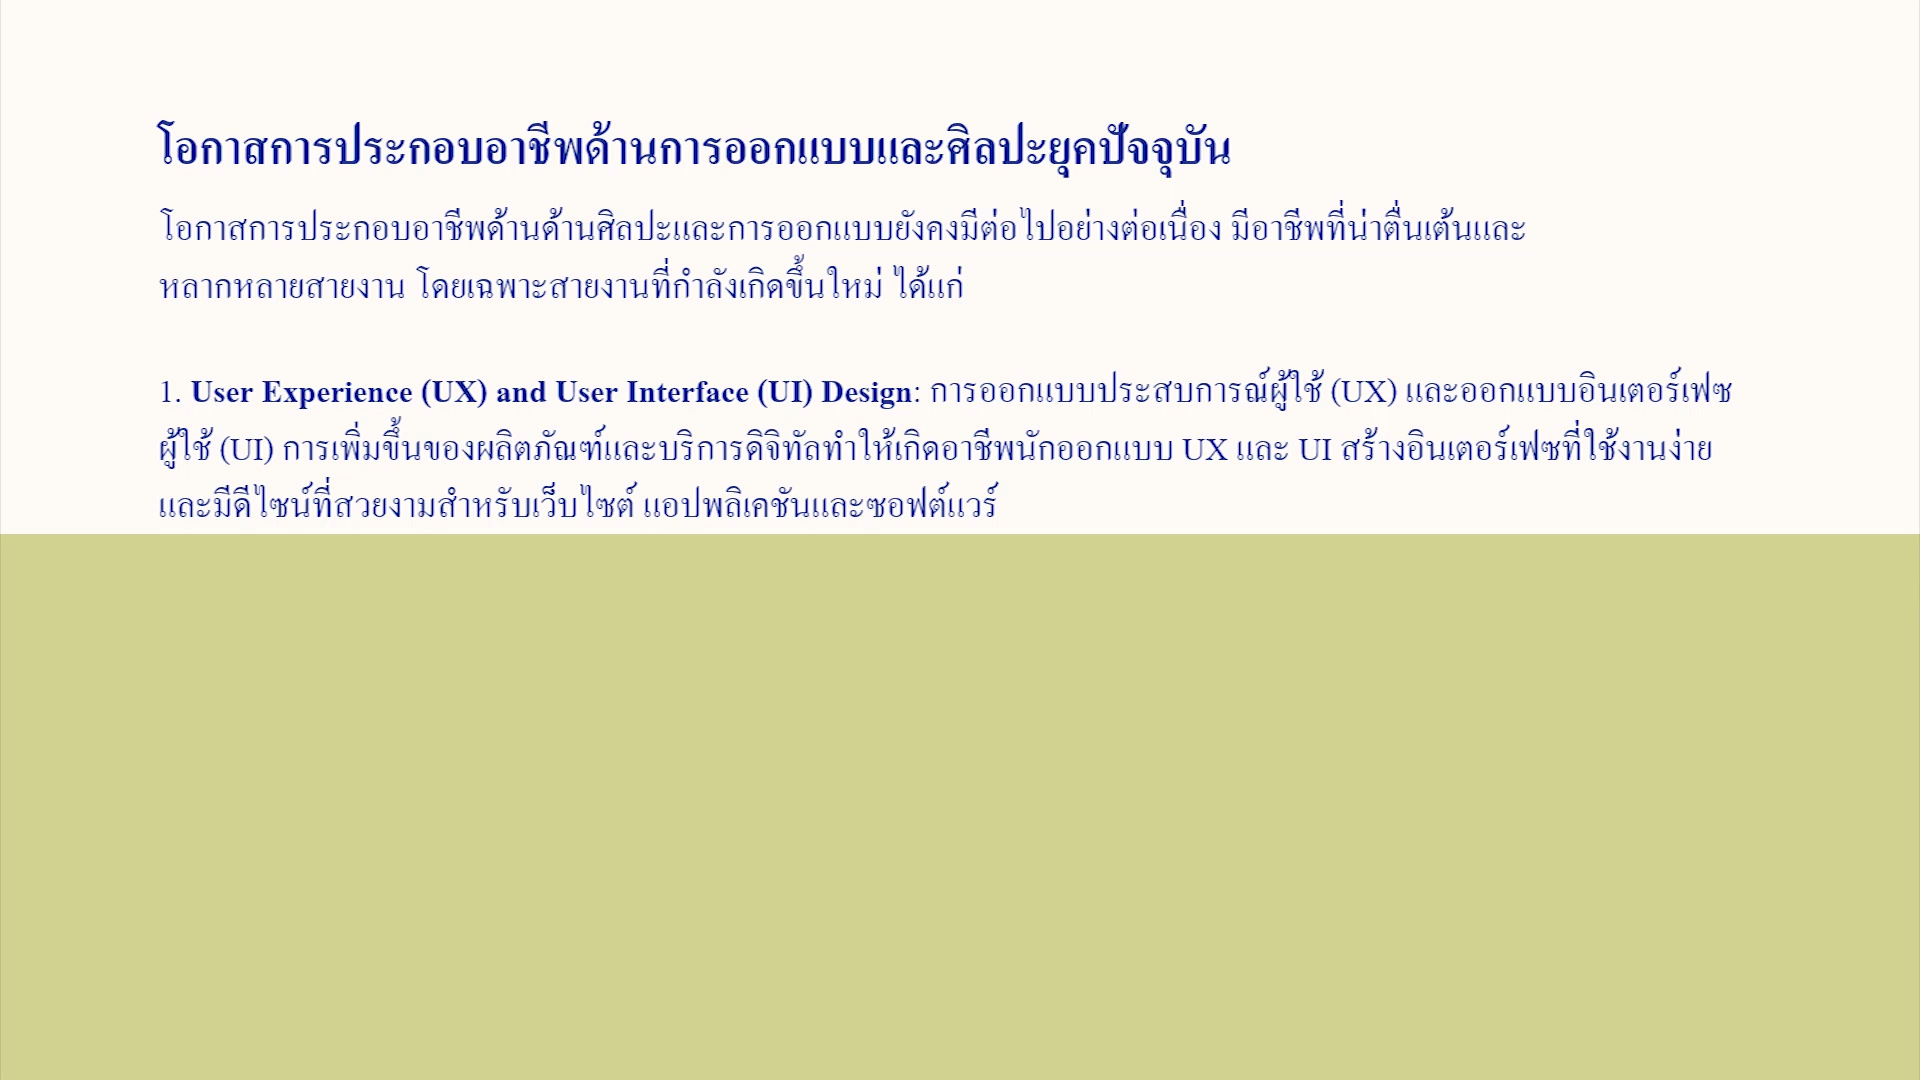 โอกาสการประกอบอาชีพด้านการออกแบบและศิลปะยุคปัจจุบัน
โอกาสการประกอบอาชีพด้านด้านศิลปะและการออกแบบยังคงมีต่อไปอย่างต่อเนื่อง มีอาชีพที่น่าตื่นเต้นและ
หลากหลายสายงาน โดยเฉพาะสายงานที่กำลังเกิดขึ้นใหม่ ได้แก่
1. User Experience (UX) and User Interface (UI) Design: การออกแบบประสบการณ์ผู้ใช้ (UX) และออกแบบอินเตอร์เฟซ
ผู้ใช้ (UI) การเพิ่มขึ้นของผลิตภัณฑ์และบริการดิจิทัลทำให้เกิดอาชีพนักออกแบบ UX และ UI สร้างอินเตอร์เฟซที่ใช้งานง่าย
และมีดีไซน์ที่สวยงามสำหรับเว็บไซต์ แอปพลิเคชันและซอฟต์แวร์